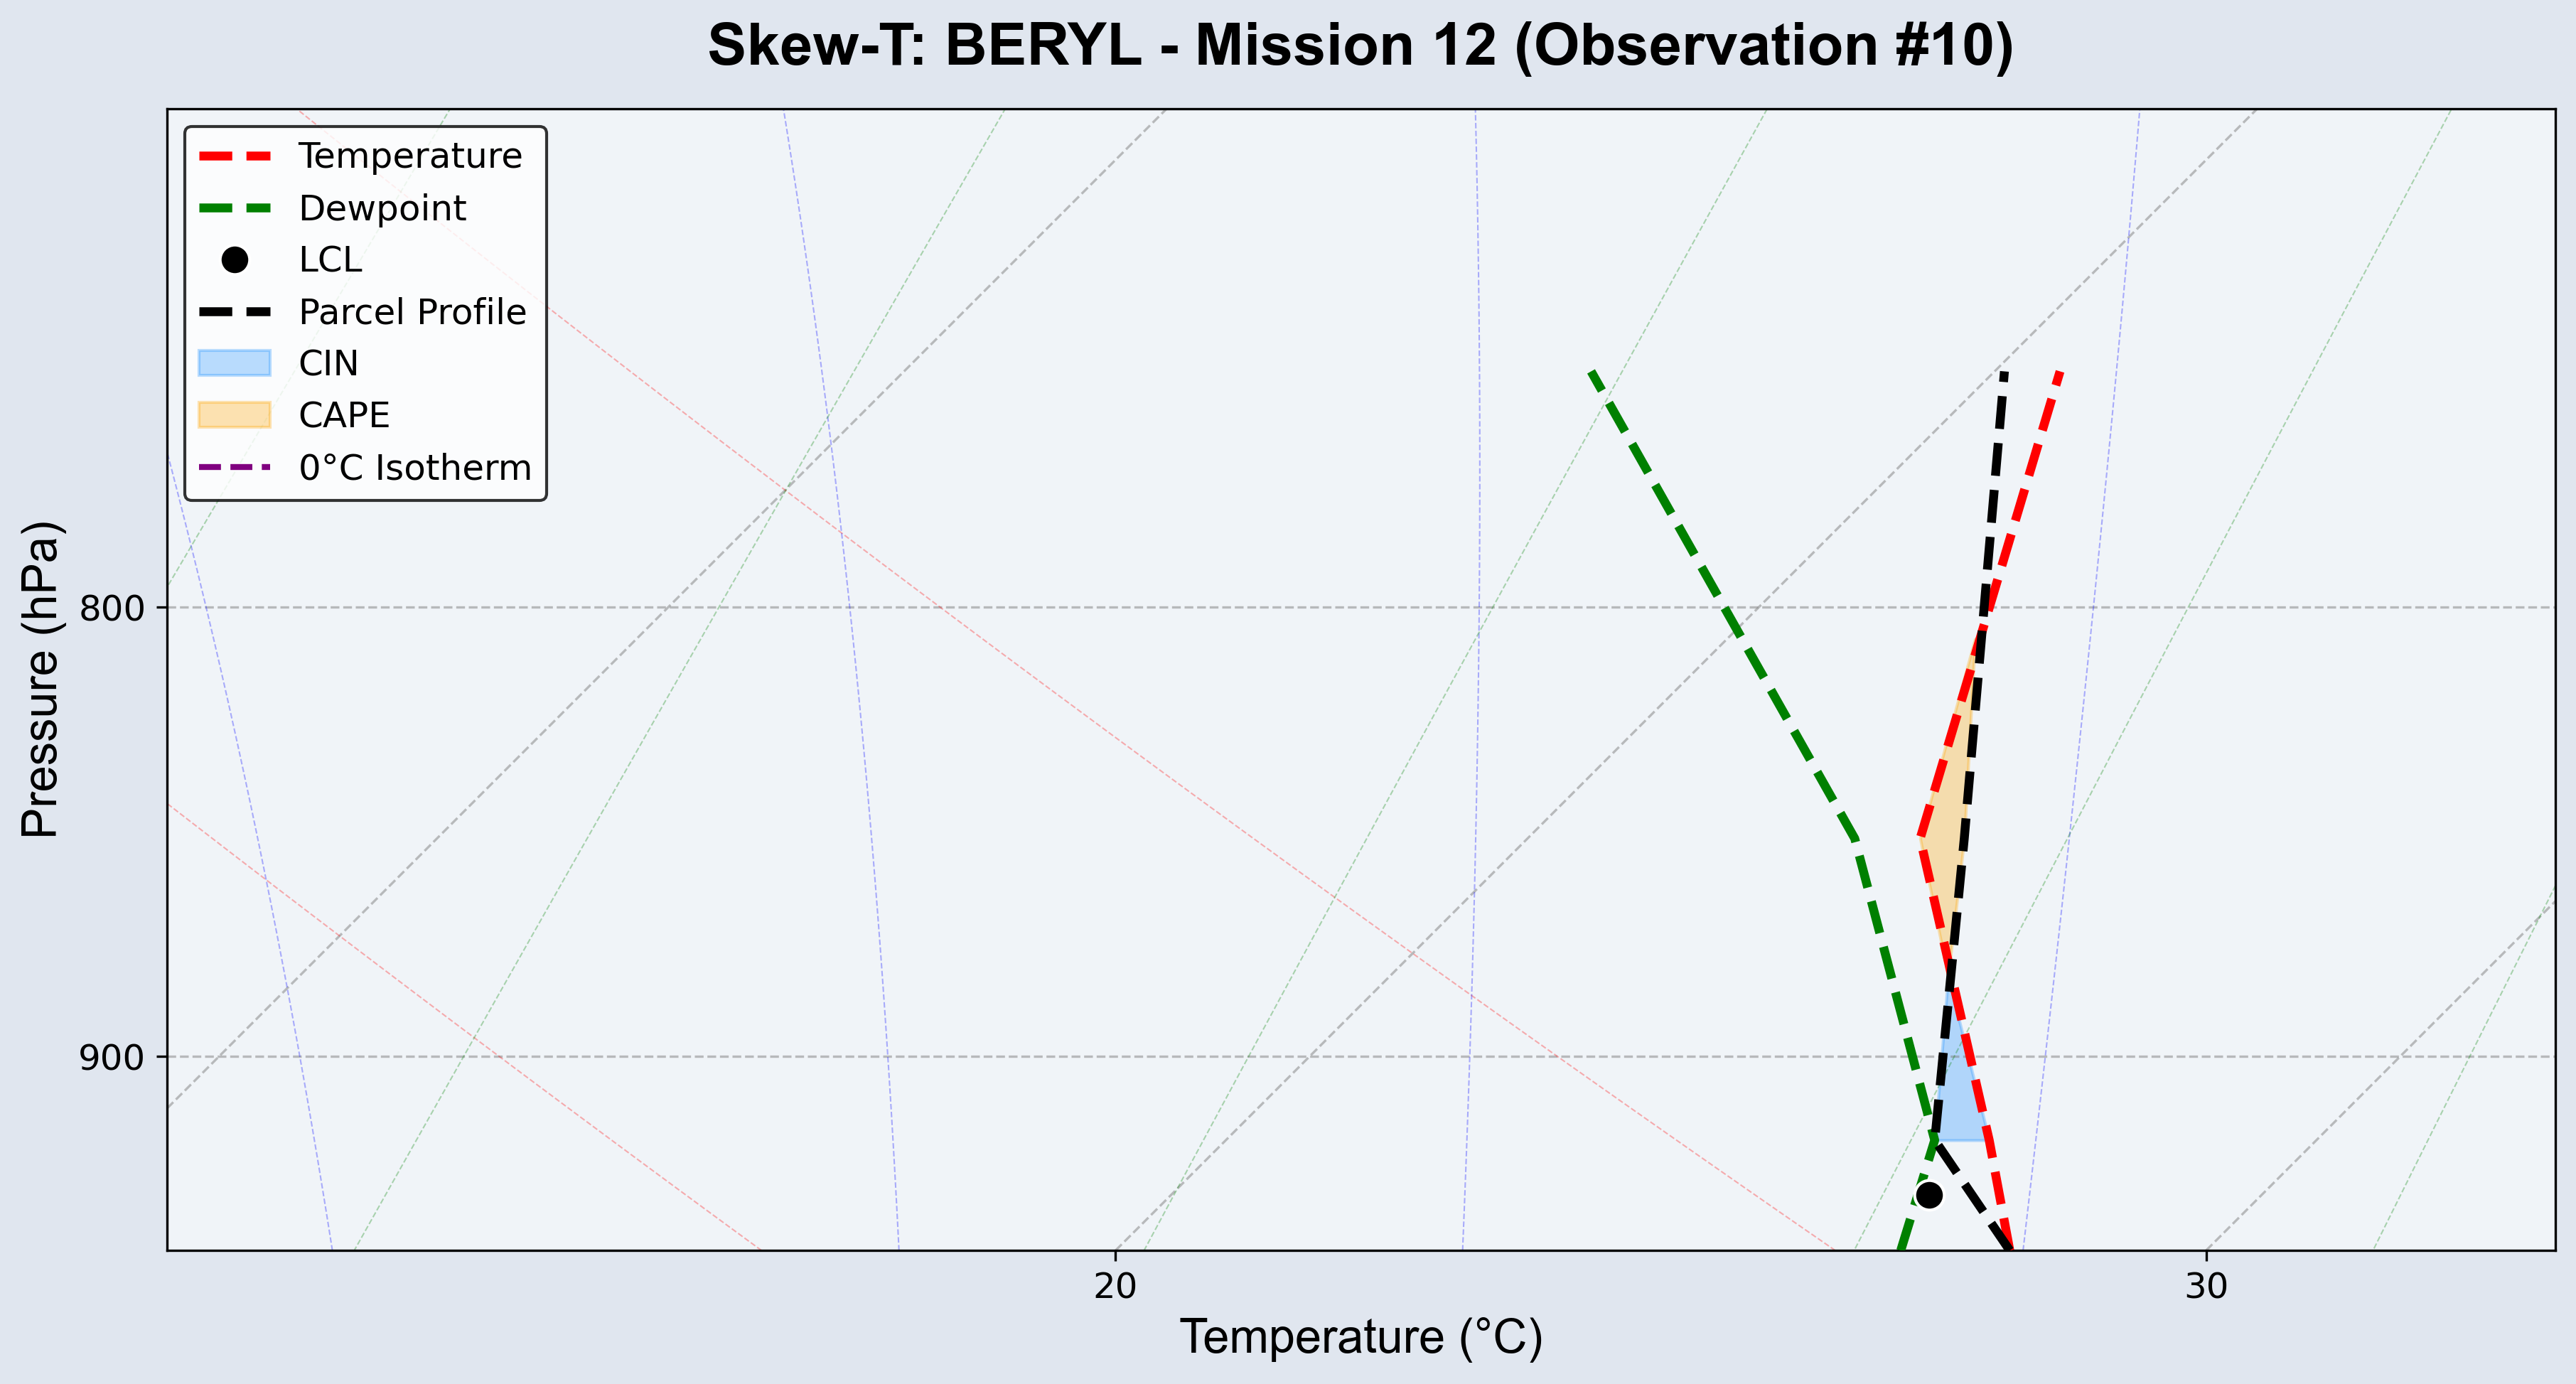 Skew-T: BERYL - Mission 12 (Observation #10)
Temperature
Dewpoint
LCL
Parcel Profile
CIN
CAPE
0°C Isotherm
Pressure (hPa)
800
900
20
30
Temperature (°C)